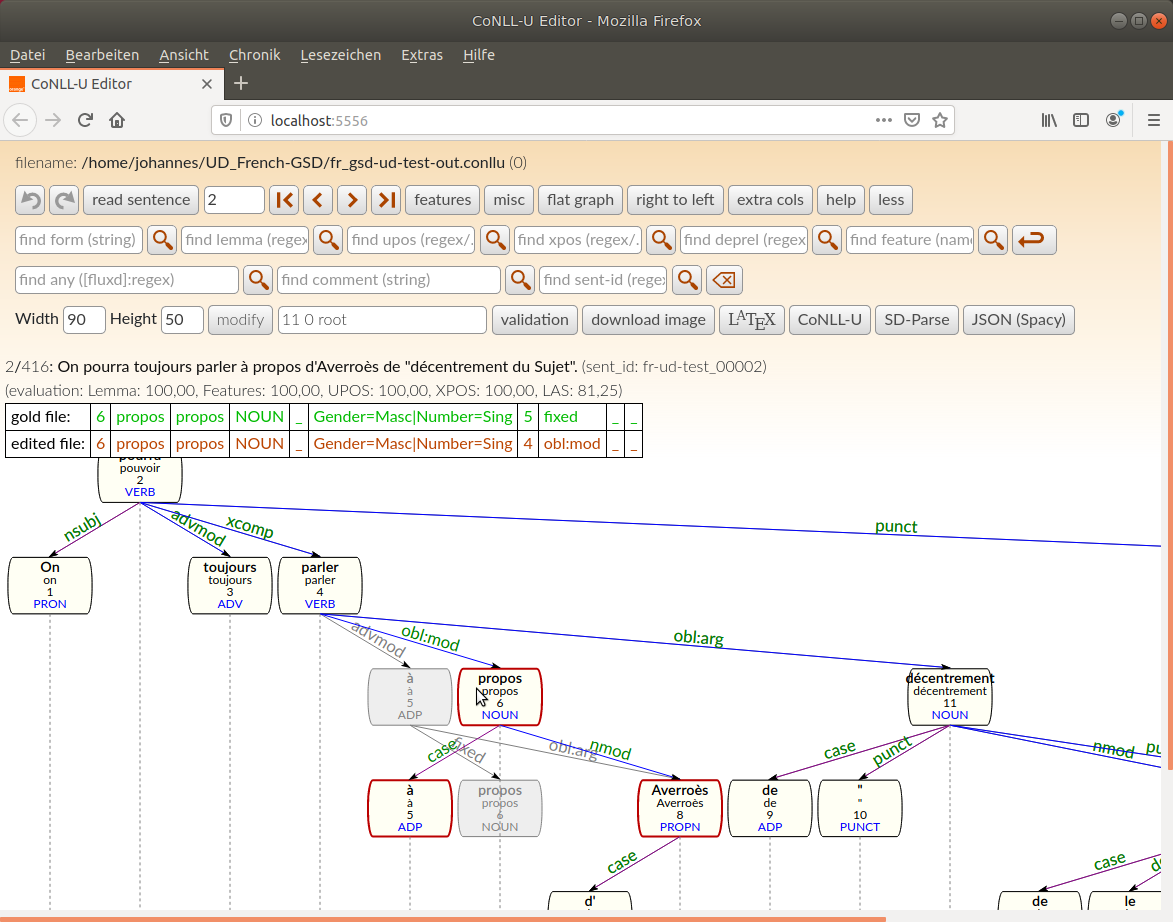 CoNLL-U Editor - Mozilla Firefox
Datei Bearbeiten Ansicht Chronik Lesezeichen Extras Hilfe
CoNLL-U Editor
localhost:5556
filename: /home/johannes/UD_French-GSD/fr_gsd-ud-test-out.conllu (0)
read sentence 2 features misc flat graph right to left extra cols help less
find form (string) find lemma (regex find upos (regex/. find xpos (regex/. find deprel (regex find feature (name
find any ([fluxd]:regex) find comment (string) find sent-id (rege
Width 90 Height 50 modify 11 0 root validation download image LATEX CoNLL-U SD-Parse JSON (Spacy)
2/416: On pourra toujours parler à propos d'Averroès de "décentrement du Sujet". (sent_id: fr-ud-test_00002)
(evaluation: Lemma: 100,00, Features: 100,00, UPOS: 100,00, XPOS: 100,00, LAS: 81,25)
gold file: 6 propos propos NOUN _ Gender=Masc|Number=Sing 5 fixed _ _
edited file: 6 propos propos NOUN _ Gender=Masc|Number=Sing 4 obl:mod _ _
pourra
pouvoir
2
VERB
nsubj advmod xcomp punct
On toujours parler
on toujours parler
1 3 4
PRON ADV VERB
advmod obl:mod obl:arg
à propos décentrement
à propos décentrement
5 6 11
ADP NOUN NOUN
case fixed obl:arg nmod case punct nmod pu
à propos Averroès de "
à propos Averroès de "
5 6 8 9 10
ADP NOUN PROPN ADP PUNCT
case case de
d' de le